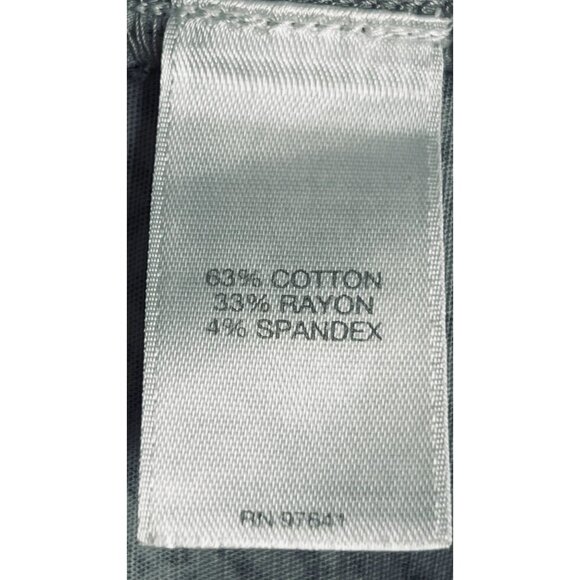 63% COTTON
33% RAYON
4% SPANDEX
RN 97641